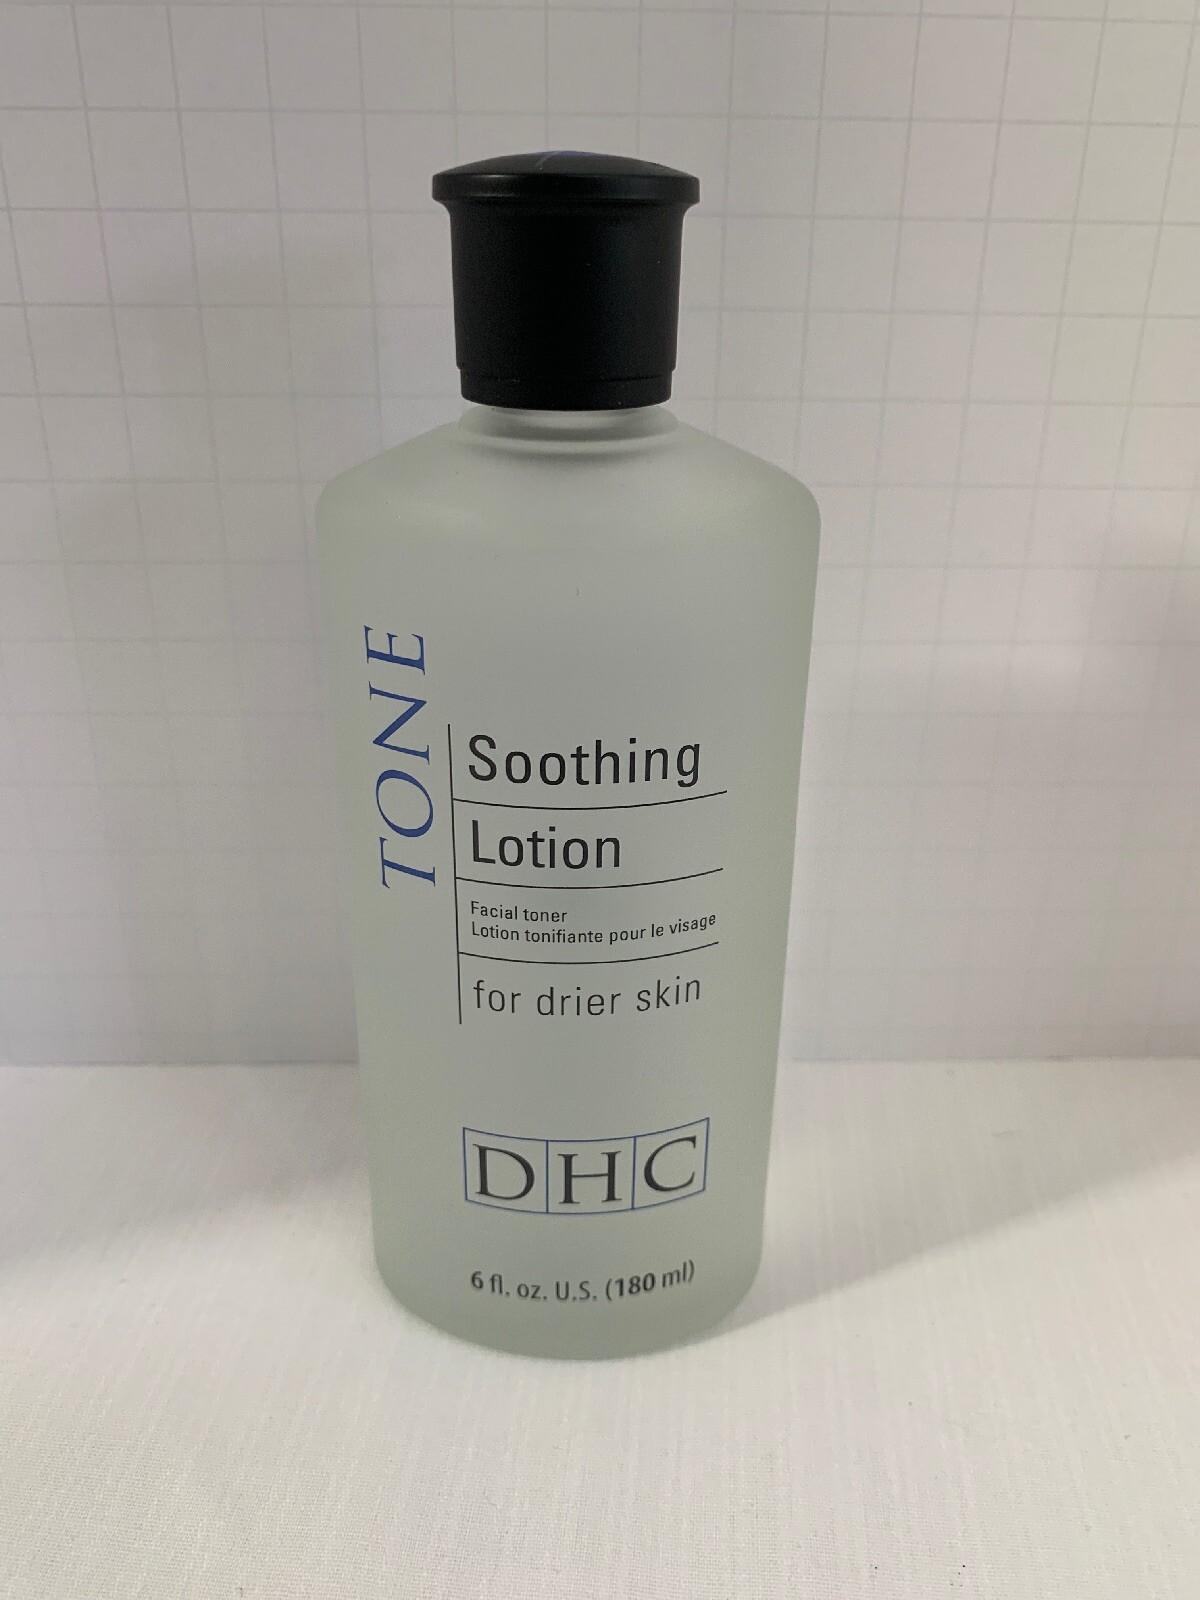 TONE
Soothing
Lotion
Facial toner
Lotion tonifiante pour le visage
for drier skin
DHC
6 fl. oz. U.S. (180 ml)